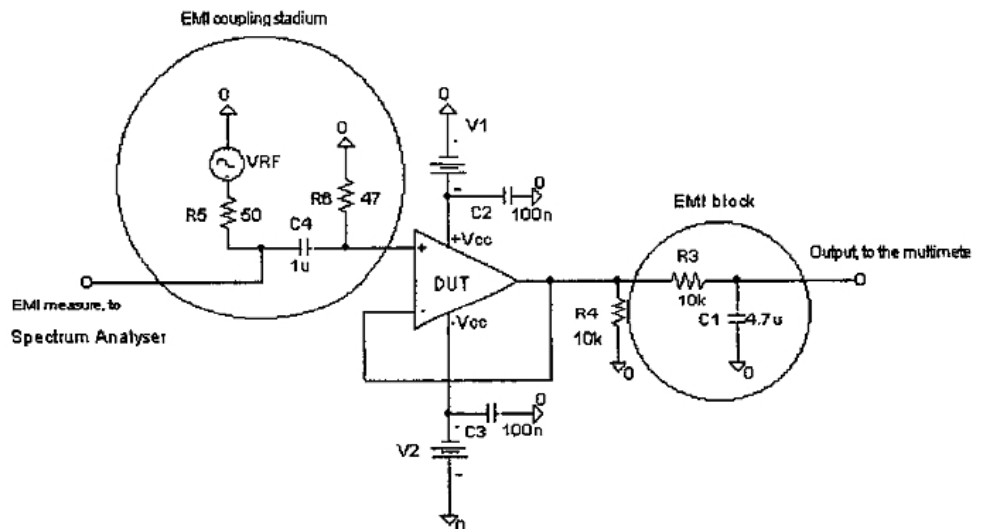 EMI coupling stadium
0
0
0
V1
VRF
R6
47
0
EMI block
R5
50
C4
C2
100n
Output, to the multimete
1u
+Vcc
R3
+
DUT
EMI measure, to
-
-Vcc
R4
10k
C1
4.7u
Spectrum Analyser
10k
0
0
0
C3
100n
V2
0